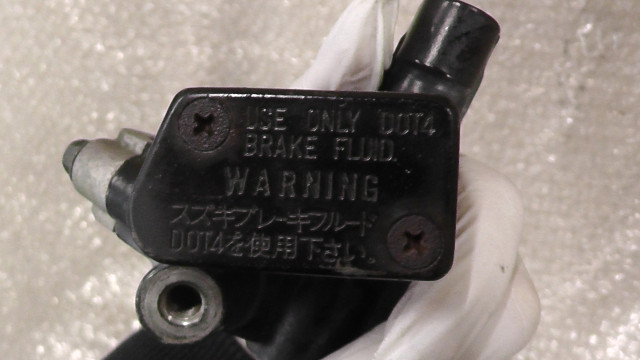 USE ONLY DOT4
BRAKE FLUID.
WARNING
スズキブレーキフルード
DOT4を使用下さい。